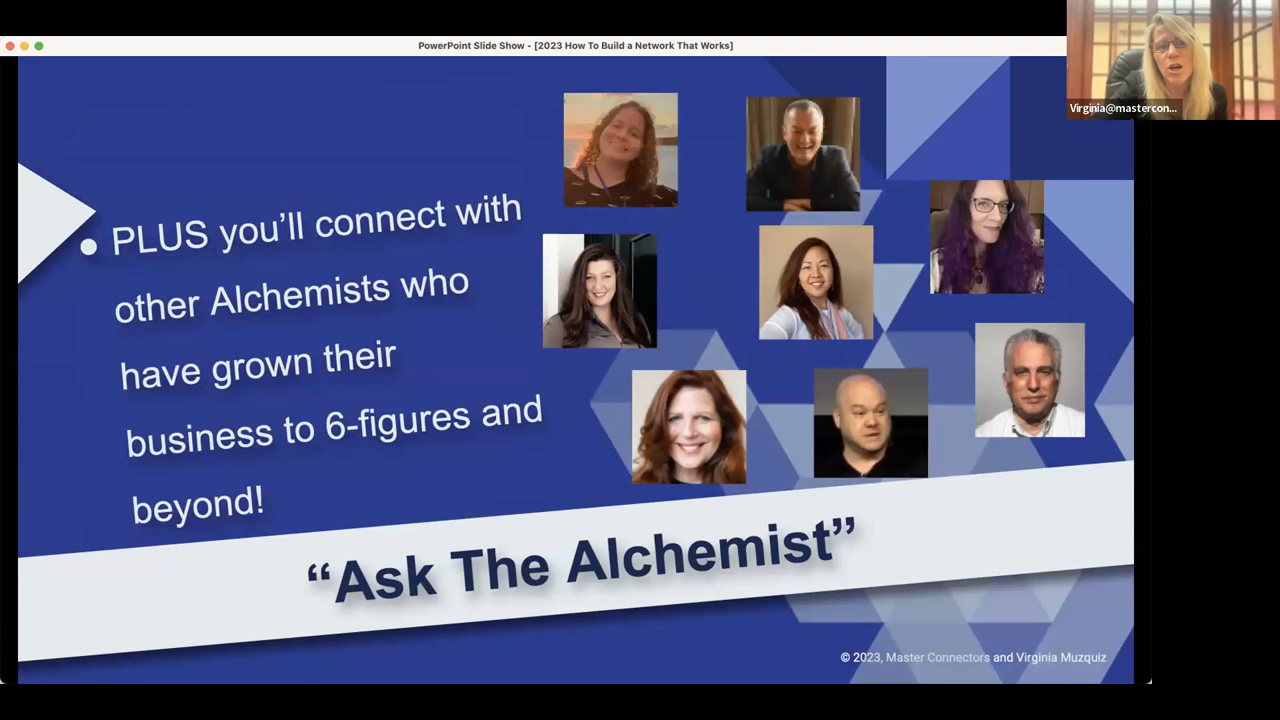 PowerPoint Slide Show - [2023 How To Build a Network That Works]
Virginia@mastercon...
• PLUS you’ll connect with
other Alchemists who
have grown their
business to 6-figures and
beyond!
“Ask The Alchemist”
© 2023, Master Connectors and Virginia Muzquiz